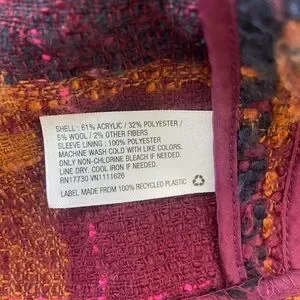 SHELL : 61% ACRYLIC / 32% POLYESTER /
5% WOOL / 2% OTHER FIBERS
SLEEVE LINING : 100% POLYESTER
MACHINE WASH COLD WITH LIKE COLORS.
ONLY NON-CHLORINE BLEACH IF NEEDED.
LINE DRY. COOL IRON IF NEEDED.
RN17730 VN1111626
LABEL MADE FROM 100% RECYCLED PLASTIC